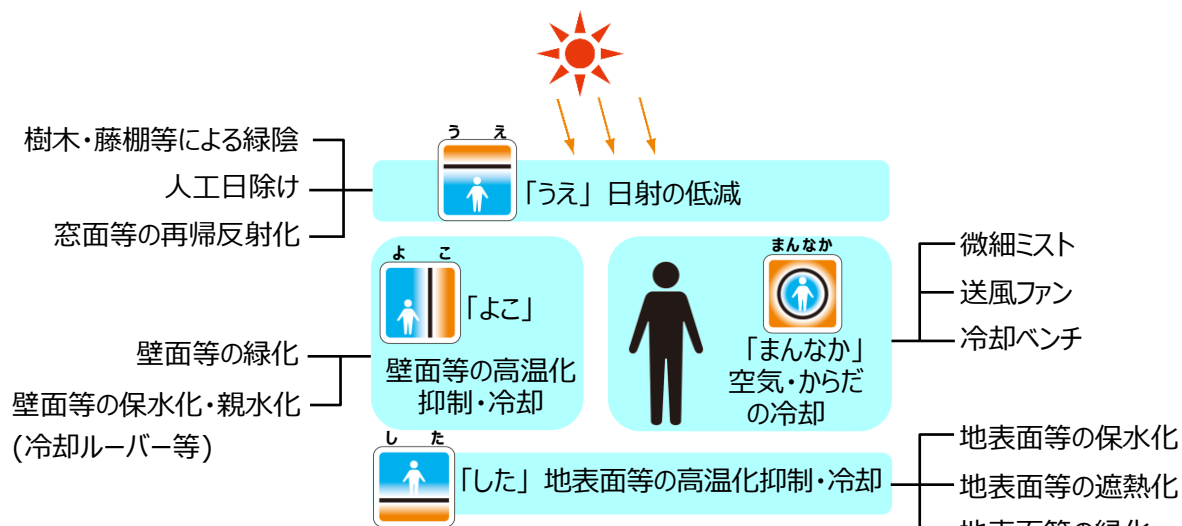 樹木・藤棚等による緑陰
人工日除け
窓面等の再帰反射化
うえ
「うえ」日射の低減
よこ
「よこ」
壁面等の高温化
抑制・冷却
壁面等の緑化
壁面等の保水化・親水化
(冷却ルーバー等)
まんなか
「まんなか」
空気・からだ
の冷却
微細ミスト
送風ファン
冷却ベンチ
した
「した」地表面等の高温化抑制・冷却
地表面等の保水化
地表面等の遮熱化
地表面等の緑化